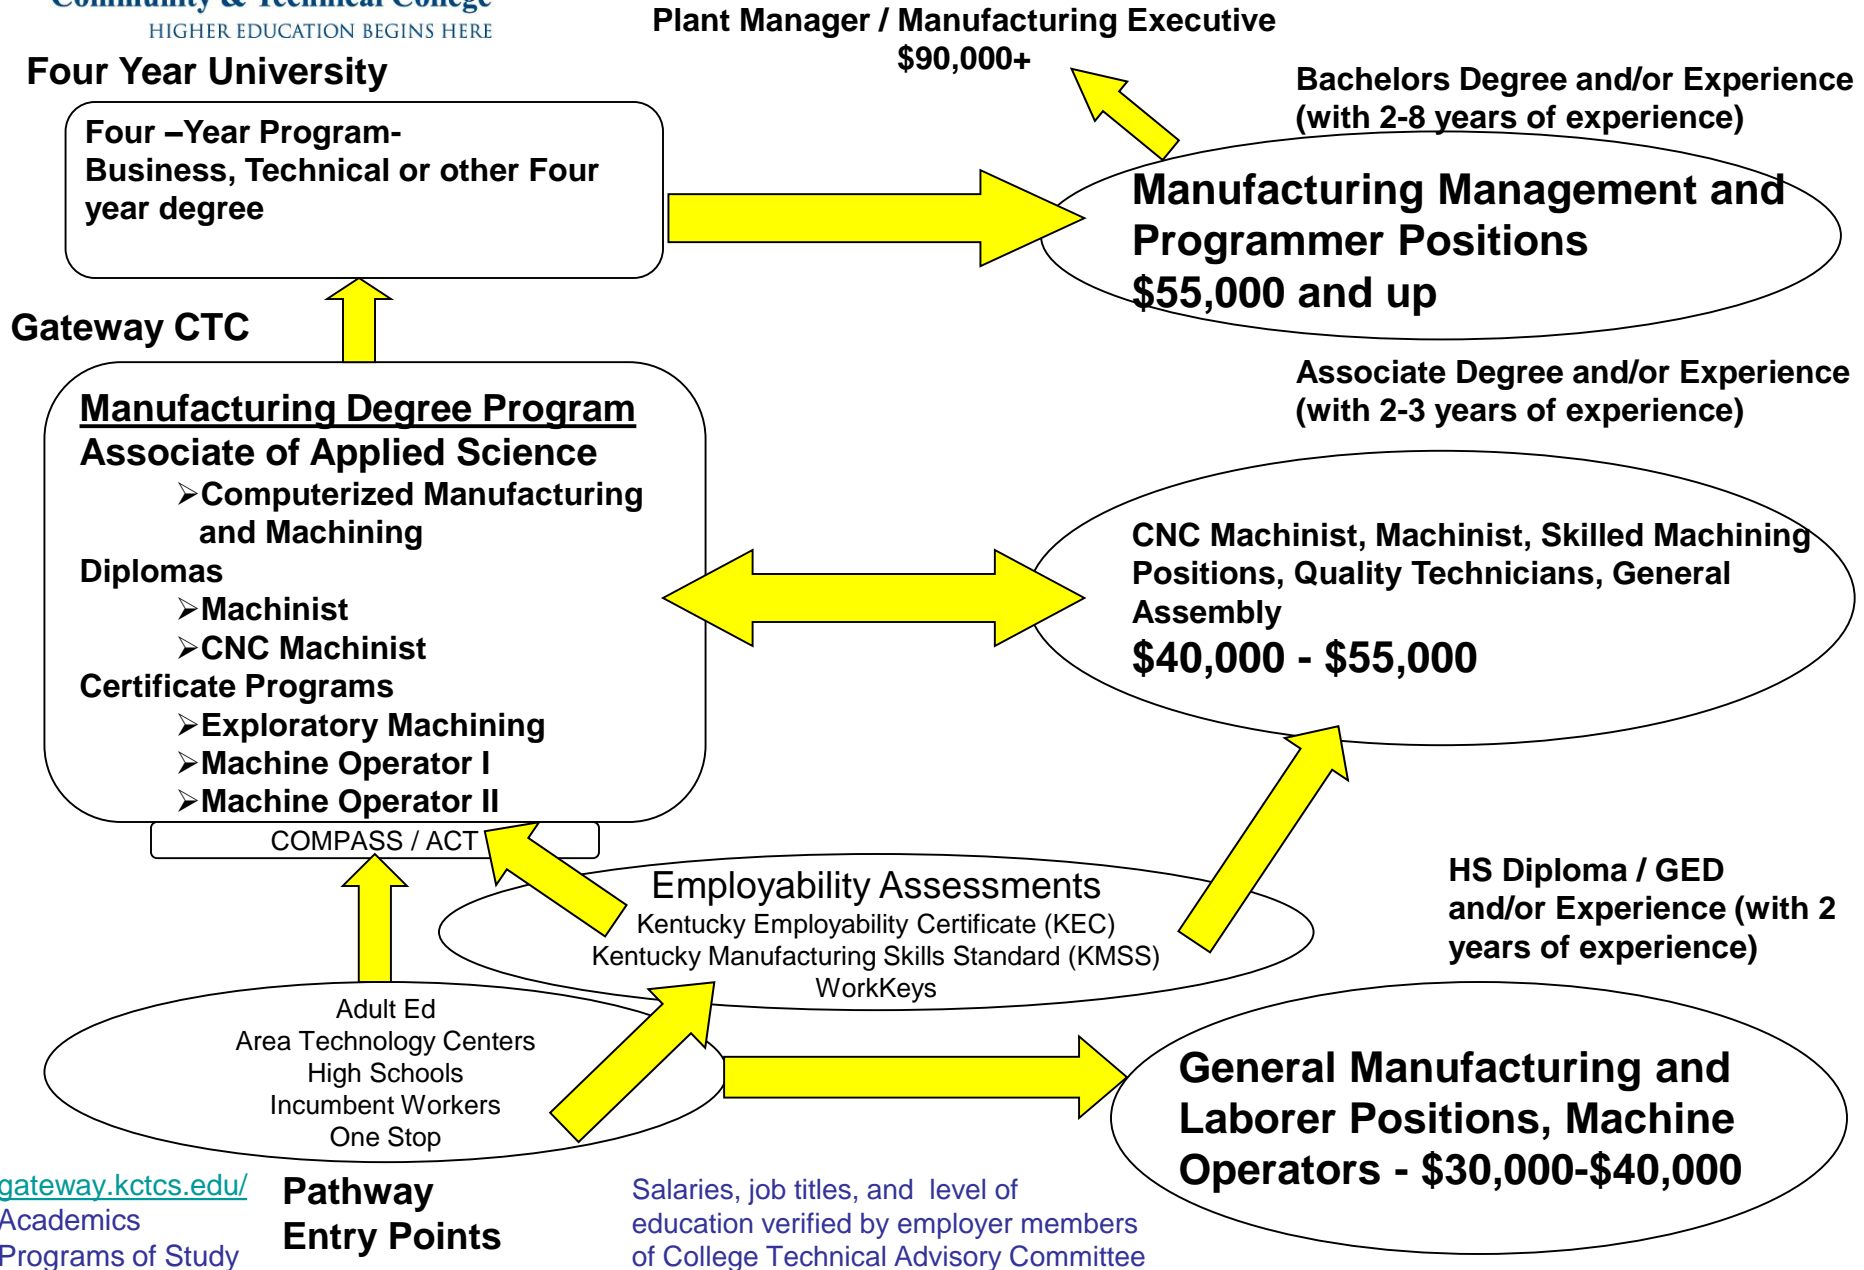 Community & Technical College
HIGHER EDUCATION BEGINS HERE
Plant Manager / Manufacturing Executive
$90,000+
Four Year University
Bachelors Degree and/or Experience
(with 2-8 years of experience)
Four –Year Program-
Business, Technical or other Four
year degree
Manufacturing Management and
Programmer Positions
$55,000 and up
Gateway CTC
Associate Degree and/or Experience
(with 2-3 years of experience)
Manufacturing Degree Program
Associate of Applied Science
➢Computerized Manufacturing
and Machining
Diplomas
➢Machinist
➢CNC Machinist
Certificate Programs
➢Exploratory Machining
➢Machine Operator I
➢Machine Operator II
COMPASS / ACT
CNC Machinist, Machinist, Skilled Machining
Positions, Quality Technicians, General
Assembly
$40,000 - $55,000
Employability Assessments
Kentucky Employability Certificate (KEC)
Kentucky Manufacturing Skills Standard (KMSS)
WorkKeys
HS Diploma / GED
and/or Experience (with 2
years of experience)
Adult Ed
Area Technology Centers
High Schools
Incumbent Workers
One Stop
General Manufacturing and
Laborer Positions, Machine
Operators - $30,000-$40,000
gateway.kctcs.edu/
Academics
Programs of Study
Pathway
Entry Points
Salaries, job titles, and level of
education verified by employer members
of College Technical Advisory Committee